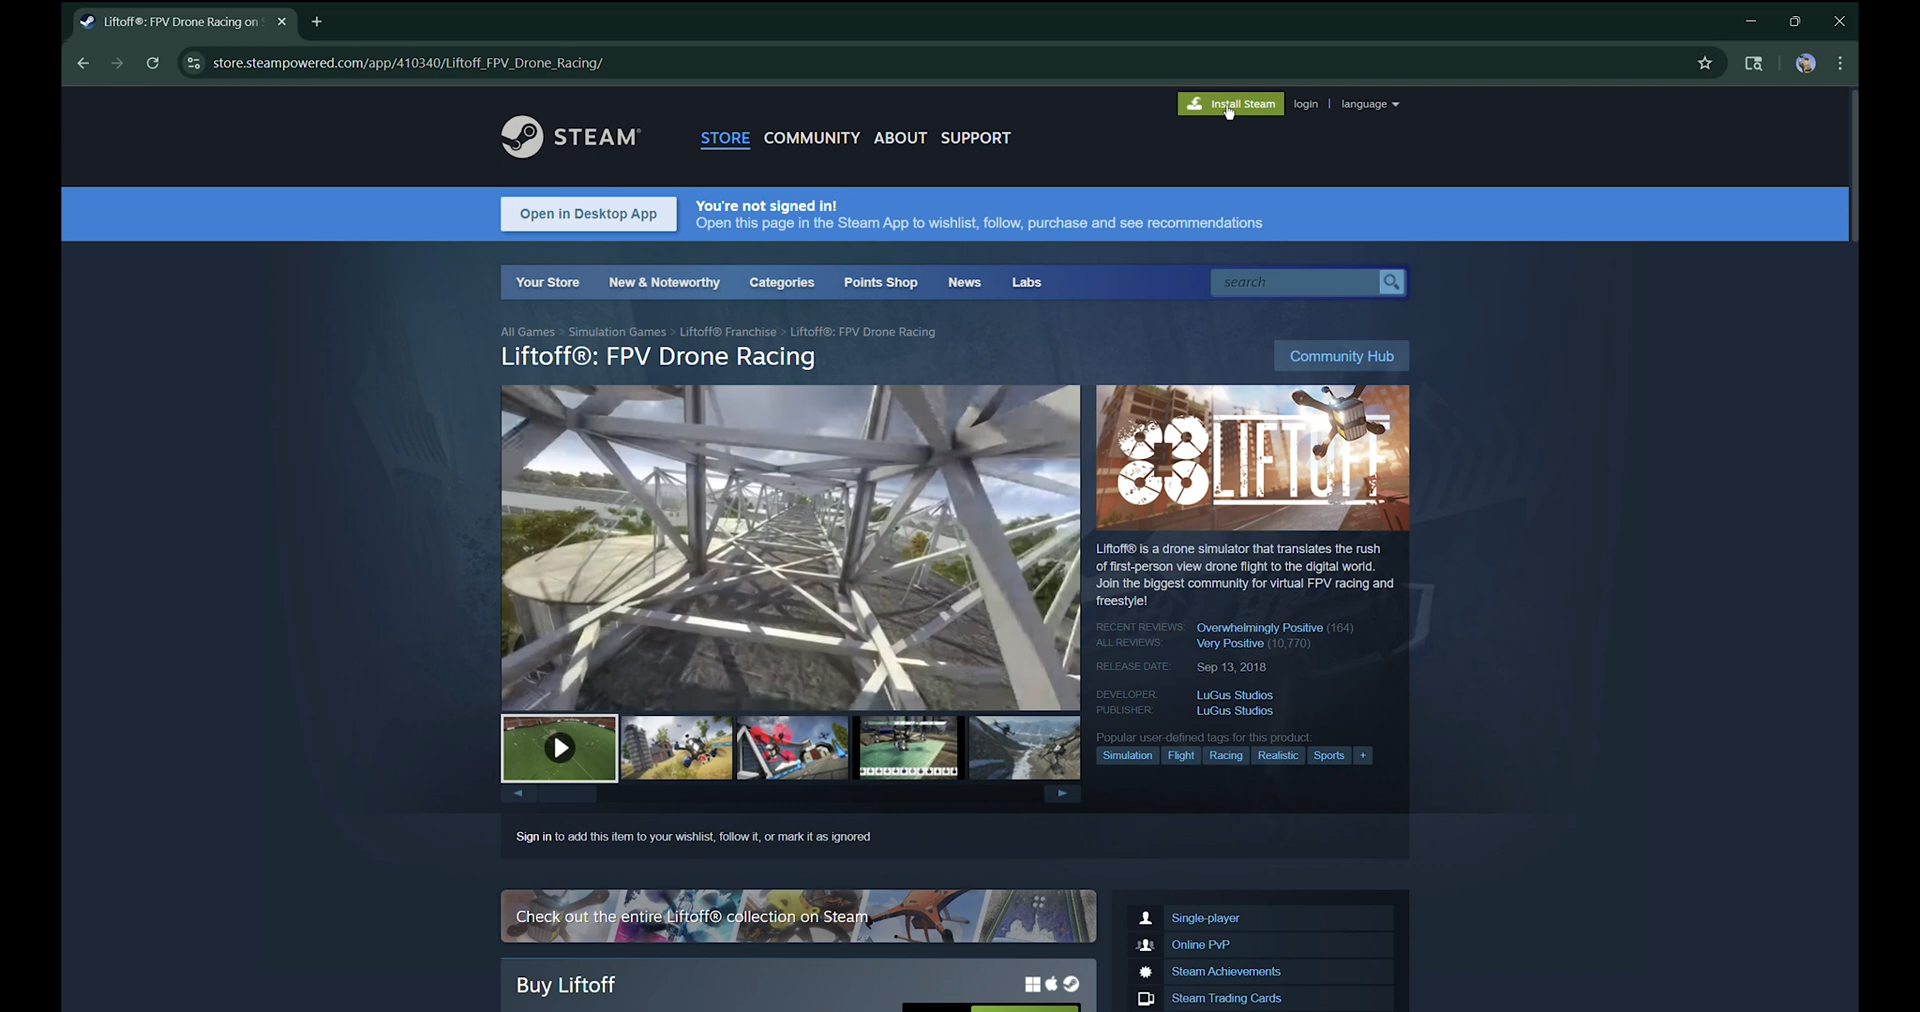 Liftoff®: FPV Drone Racing on
store.steampowered.com/app/410340/Liftoff_FPV_Drone_Racing/
Install Steam login | language
STEAM®
STORE COMMUNITY ABOUT SUPPORT
Open in Desktop App
You're not signed in!
Open this page in the Steam App to wishlist, follow, purchase and see recommendations
Your Store New & Noteworthy Categories Points Shop News Labs search
All Games > Simulation Games > Liftoff® Franchise > Liftoff®: FPV Drone Racing
Liftoff®: FPV Drone Racing
Community Hub
LIFTOFF
Liftoff® is a drone simulator that translates the rush
of first-person view drone flight to the digital world.
Join the biggest community for virtual FPV racing and
freestyle!
RECENT REVIEWS: Overwhelmingly Positive (164)
ALL REVIEWS: Very Positive (10,770)
RELEASE DATE: Sep 13, 2018
DEVELOPER: LuGus Studios
PUBLISHER: LuGus Studios
Popular user-defined tags for this product:
Simulation Flight Racing Realistic Sports +
Sign in to add this item to your wishlist, follow it, or mark it as ignored
Check out the entire Liftoff® collection on Steam
Buy Liftoff
Single-player
Online PvP
Steam Achievements
Steam Trading Cards